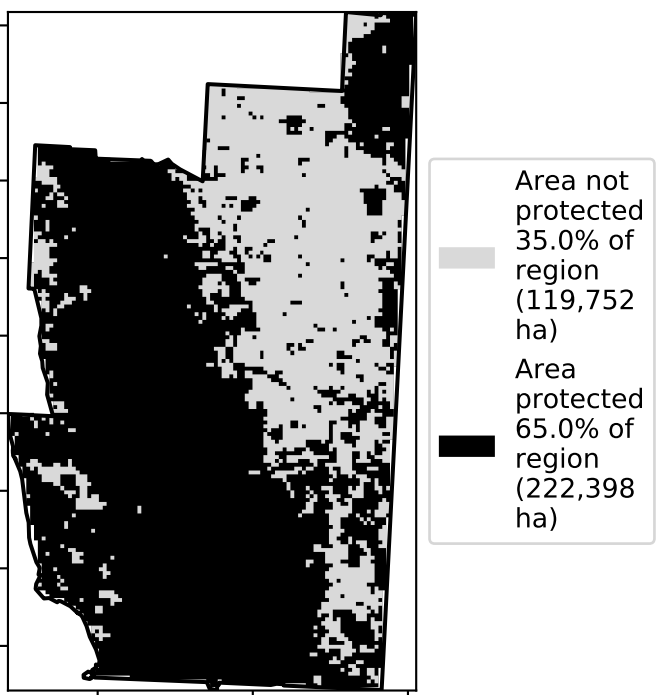 Area not
protected
35.0% of
region
(119,752
ha)
Area
protected
65.0% of
region
(222,398
ha)